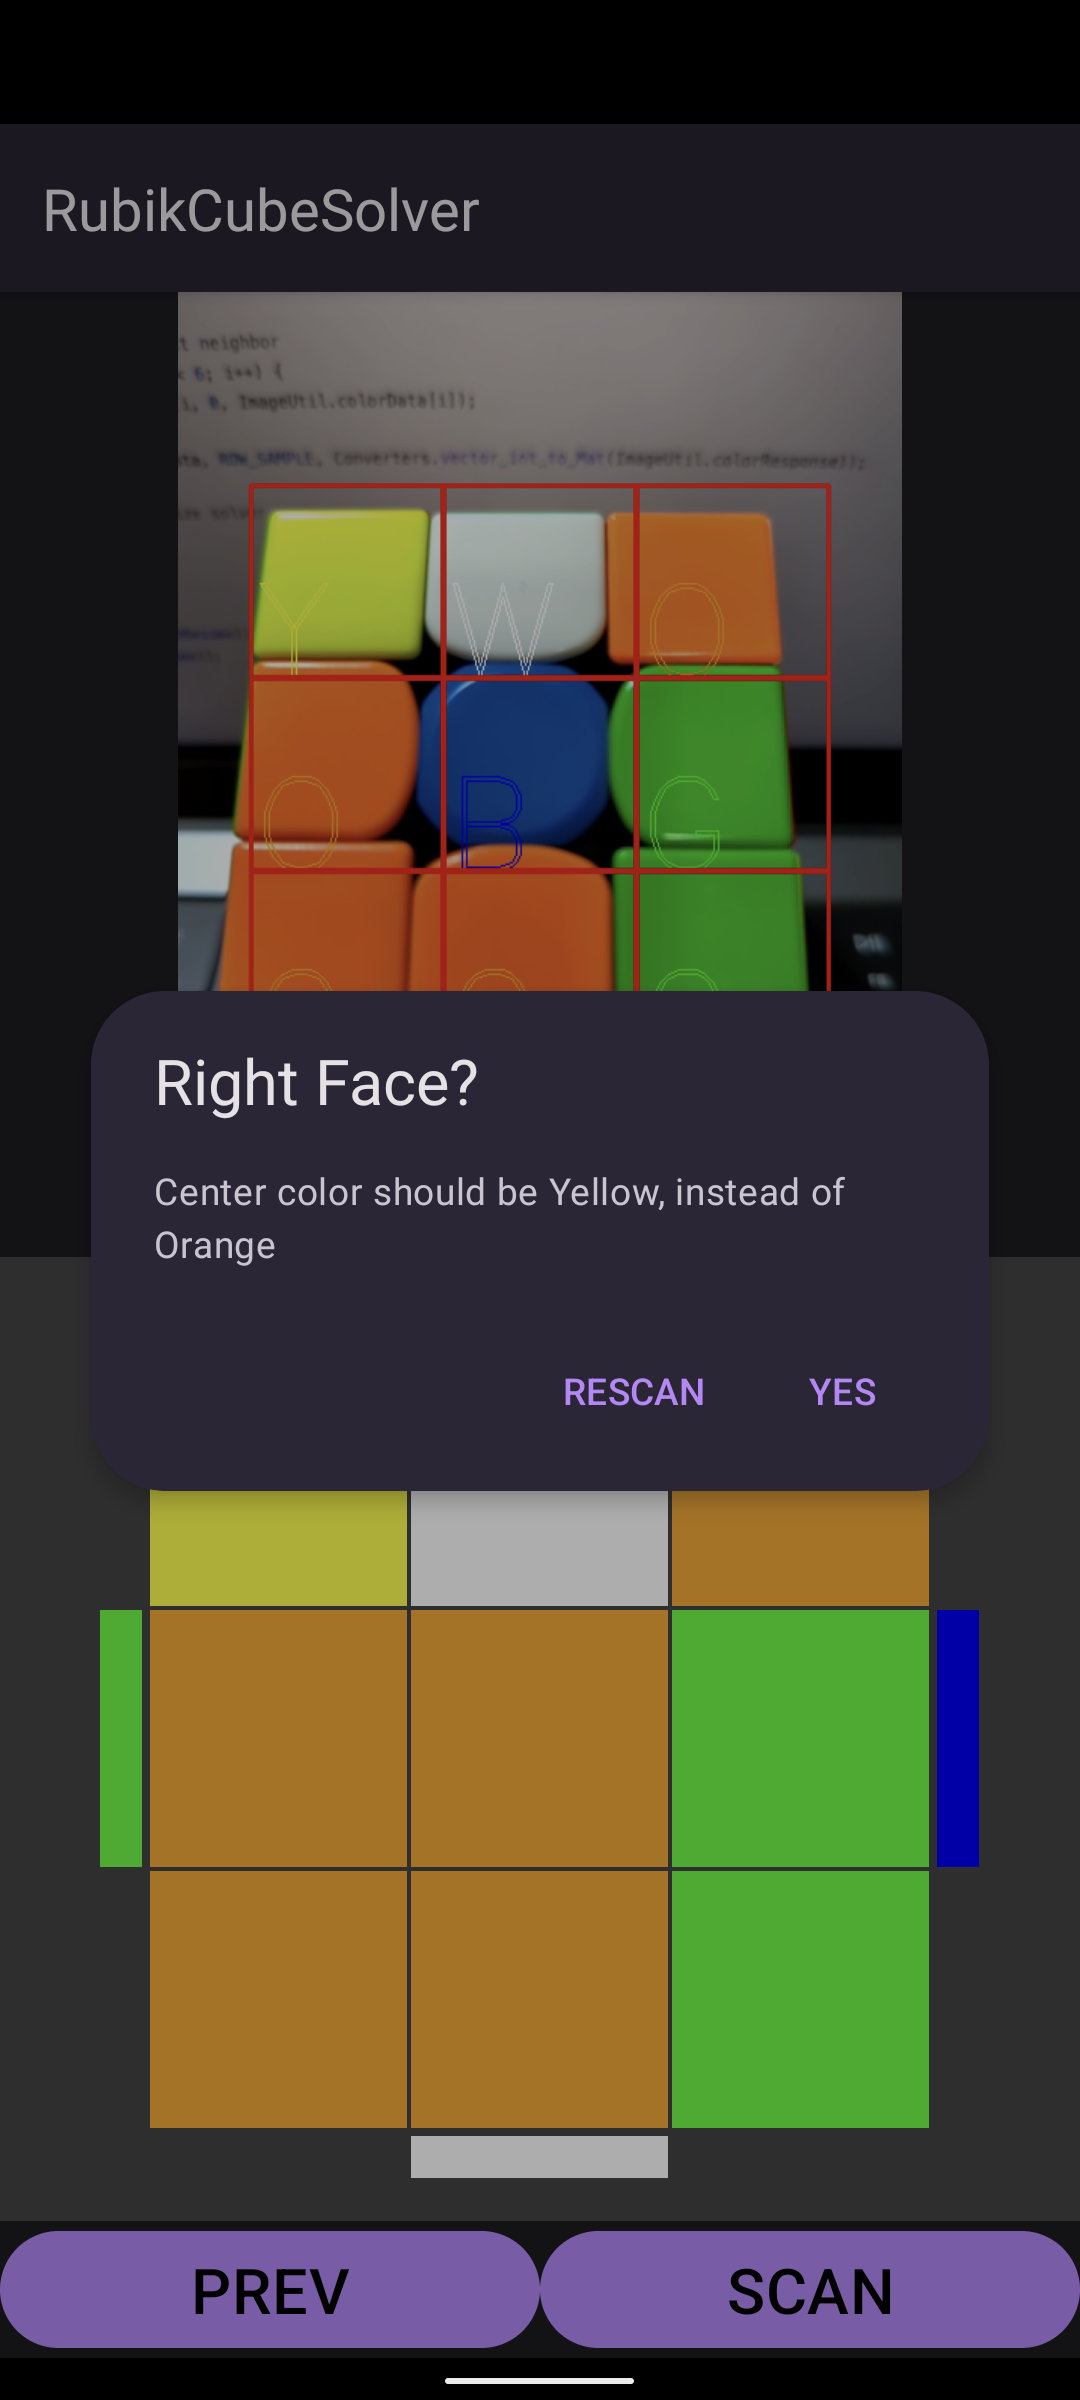 RubikCubeSolver
t neighbor
< 6; i++) {
i, 0, ImageUtil.colorData[i]);
ata, ROW_SAMPLE, Converters.vector_int_to_Mat(ImageUtil.colorResponse));
Y W O
O B G
Right Face?
Center color should be Yellow, instead of
Orange
RESCAN YES
PREV SCAN